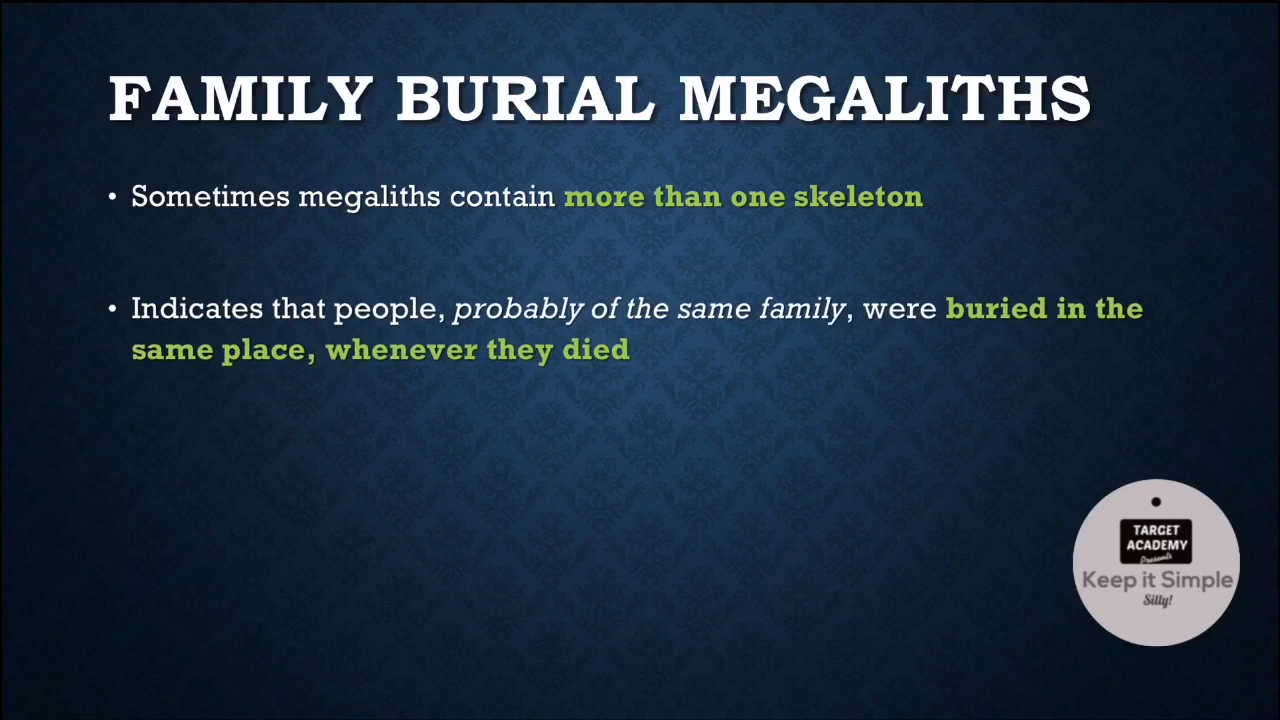 FAMILY BURIAL MEGALITHS
• Sometimes megaliths contain more than one skeleton
• Indicates that people, probably of the same family, were buried in the
same place, whenever they died
TARGET
ACADEMY
Presents
Keep it Simple
Silly!